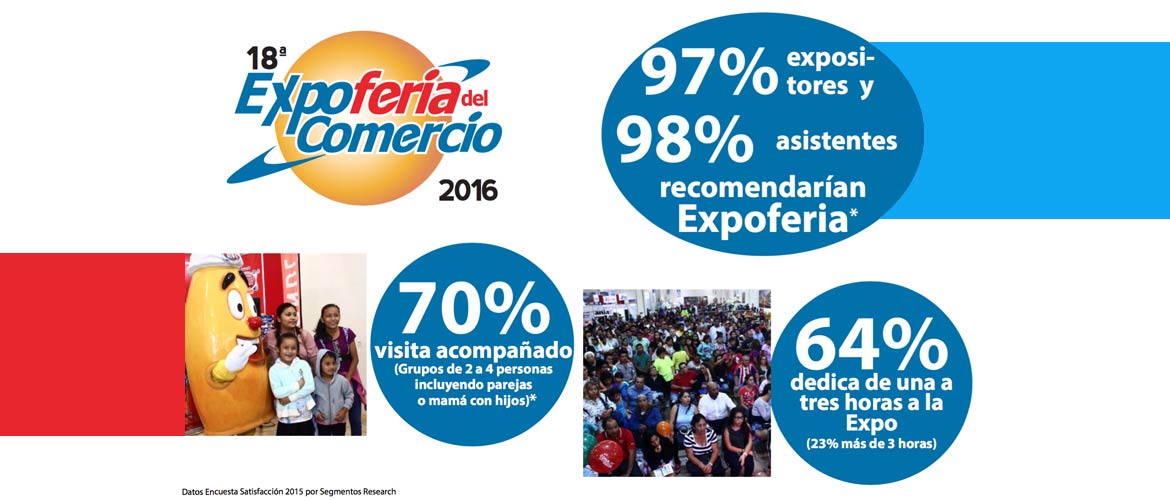 18ª
Expoferia del
Comercio
2016
97% exposi-
tores y
98% asistentes
recomendarían
Expoferia*
70%
visita acompañado
(Grupos de 2 a 4 personas
incluyendo parejas
o mamá con hijos)*
64%
dedica de una a
tres horas a la
Expo
(23% más de 3 horas)
Datos Encuesta Satisfacción 2015 por Segmentos Research